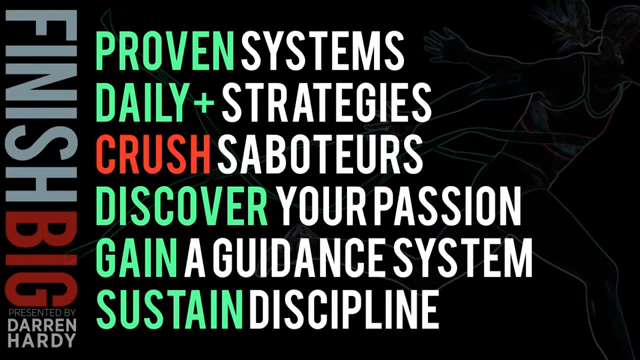 FINISH BIG
PRESENTED BY
DARREN
HARDY
PROVEN SYSTEMS
DAILY + STRATEGIES
CRUSH SABOTEURS
DISCOVER YOUR PASSION
GAIN A GUIDANCE SYSTEM
SUSTAIN DISCIPLINE